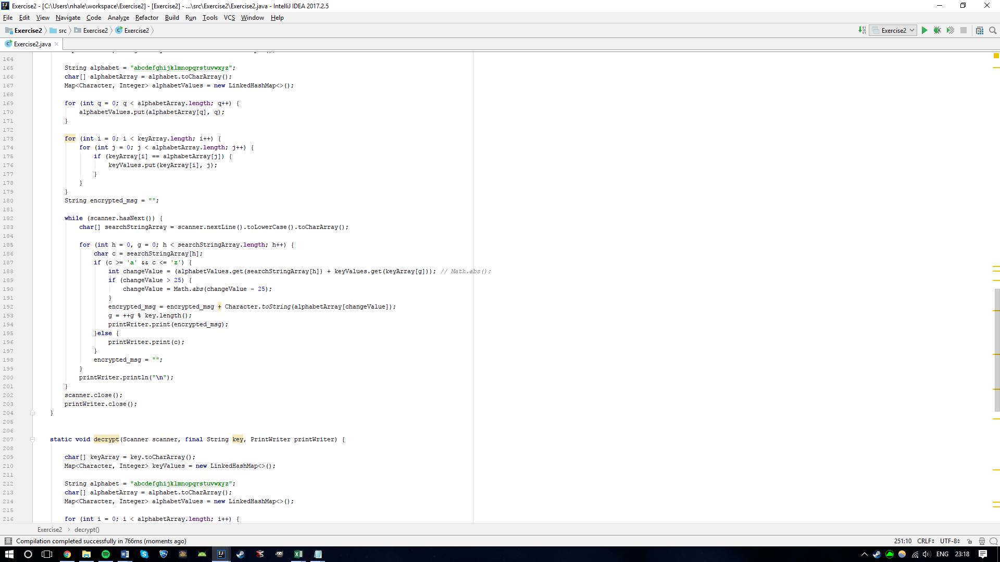 Exercise2 - [C:\Users\nhale\workspace\Exercise2] - [Exercise2] - ...\src\Exercise2\Exercise2.java - IntelliJ IDEA 2017.2.5
File Edit View Navigate Code Analyze Refactor Build Run Tools VCS Window Help
Exercise2 src Exercise2 Exercise2 Exercise2
Exercise2.java
164
165 String alphabet = "abcdefghijklmnopqrstuvwxyz";
166 char[] alphabetArray = alphabet.toCharArray();
167 Map<Character, Integer> alphabetValues = new LinkedHashMap<>();
168
169 for (int q = 0; q < alphabetArray.length; q++) {
170 alphabetValues.put(alphabetArray[q], q);
171 }
172
173 for (int i = 0; i < keyArray.length; i++) {
174 for (int j = 0; j < alphabetArray.length; j++) {
175 if (keyArray[i] == alphabetArray[j]) {
176 keyValues.put(keyArray[i], j);
177 }
178 }
179 }
180 String encrypted_msg = "";
181
182 while (scanner.hasNext()) {
183 char[] searchStringArray = scanner.nextLine().toLowerCase().toCharArray();
184
185 for (int h = 0, g = 0; h < searchStringArray.length; h++) {
186 char c = searchStringArray[h];
187 if (c >= 'a' && c <= 'z') {
188 int changeValue = (alphabetValues.get(searchStringArray[h]) + keyValues.get(keyArray[g])); // Math.abs();
189 if (changeValue > 25) {
190 changeValue = Math.abs(changeValue - 25);
191 }
192 encrypted_msg = encrypted_msg + Character.toString(alphabetArray[changeValue]);
193 g = ++g % key.length();
194 printWriter.print(encrypted_msg);
195 }else {
196 printWriter.print(c);
197 }
198 encrypted_msg = "";
199 }
200 printWriter.println("\n");
201 }
202 scanner.close();
203 printWriter.close();
204 }
205
206
207 static void decrypt(Scanner scanner, final String key, PrintWriter printWriter) {
208
209 char[] keyArray = key.toCharArray();
210 Map<Character, Integer> keyValues = new LinkedHashMap<>();
211
212 String alphabet = "abcdefghijklmnopqrstuvwxyz";
213 char[] alphabetArray = alphabet.toCharArray();
214 Map<Character, Integer> alphabetValues = new LinkedHashMap<>();
215
216 for (int i = 0; i < alphabetArray.length; i++) {
Exercise2 decrypt()
Compilation completed successfully in 766ms (moments ago) 251:10 CRLF UTF-8
ENG 23:18